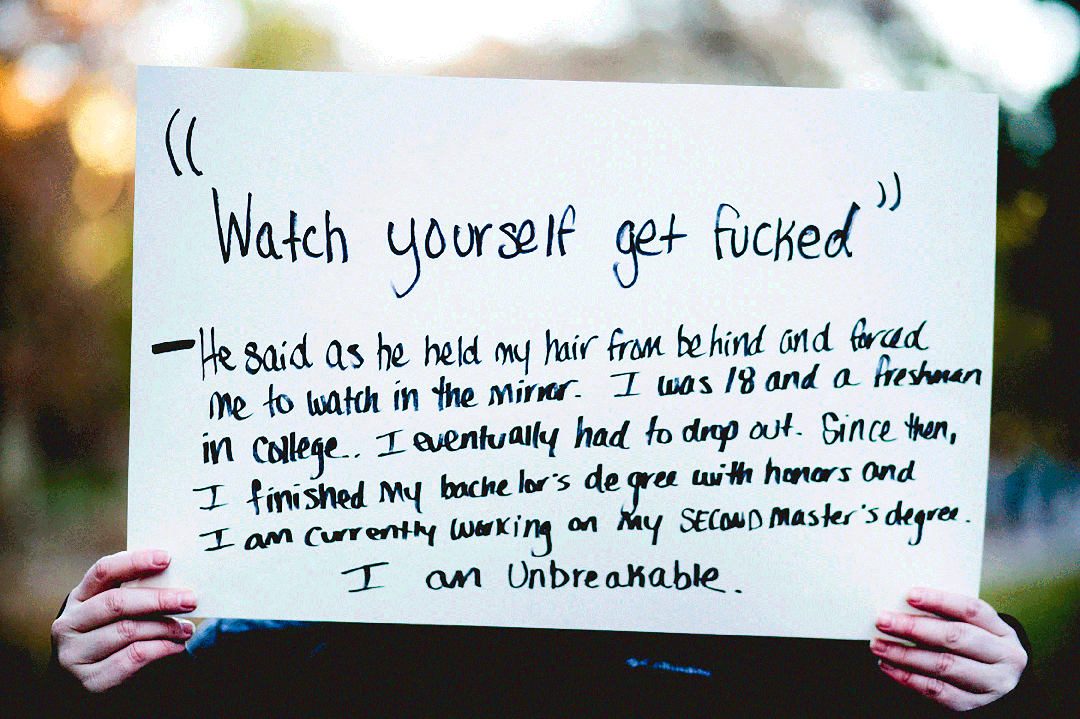 "Watch yourself get fucked"
- He said as he held my hair from behind and forced
me to watch in the mirror. I was 18 and a freshman
in college.. I eventually had to drop out. Since then,
I finished my bachelor's degree with honors and
I am currently working on my SECOND master's degree.
I am Unbreakable.